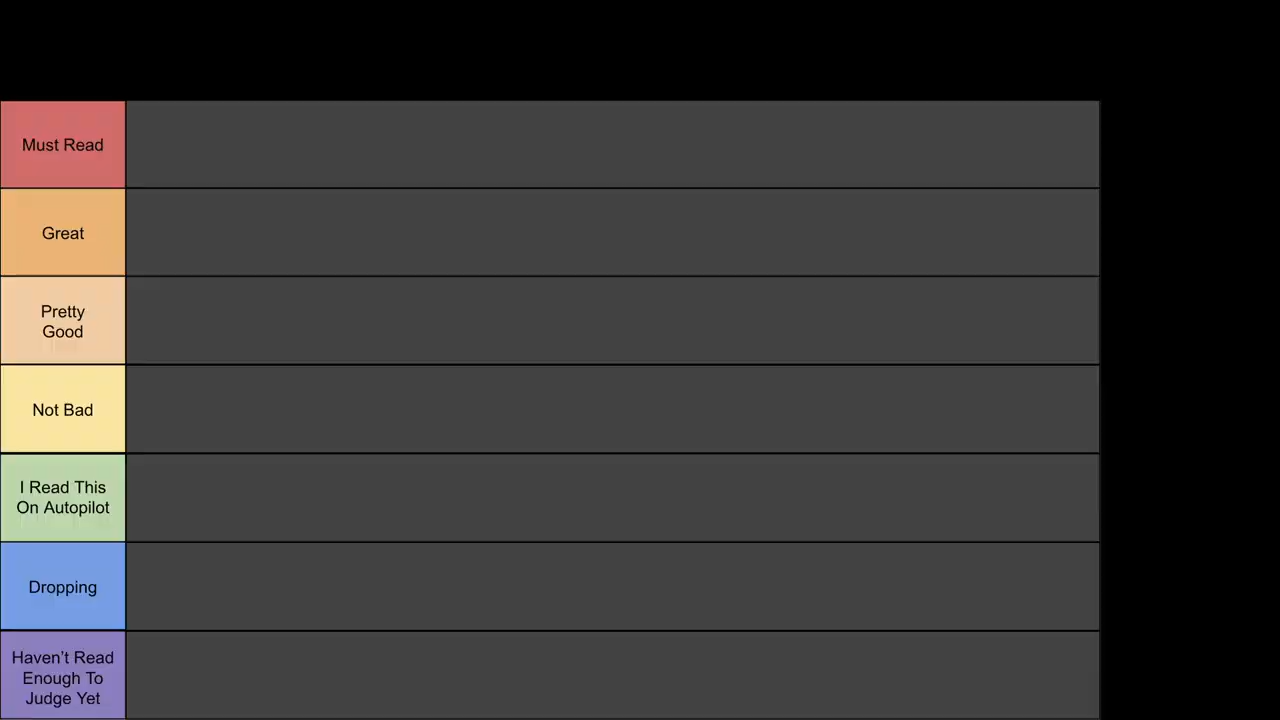 Must Read
Great
Pretty
Good
Not Bad
I Read This
On Autopilot
Dropping
Haven’t Read
Enough To
Judge Yet